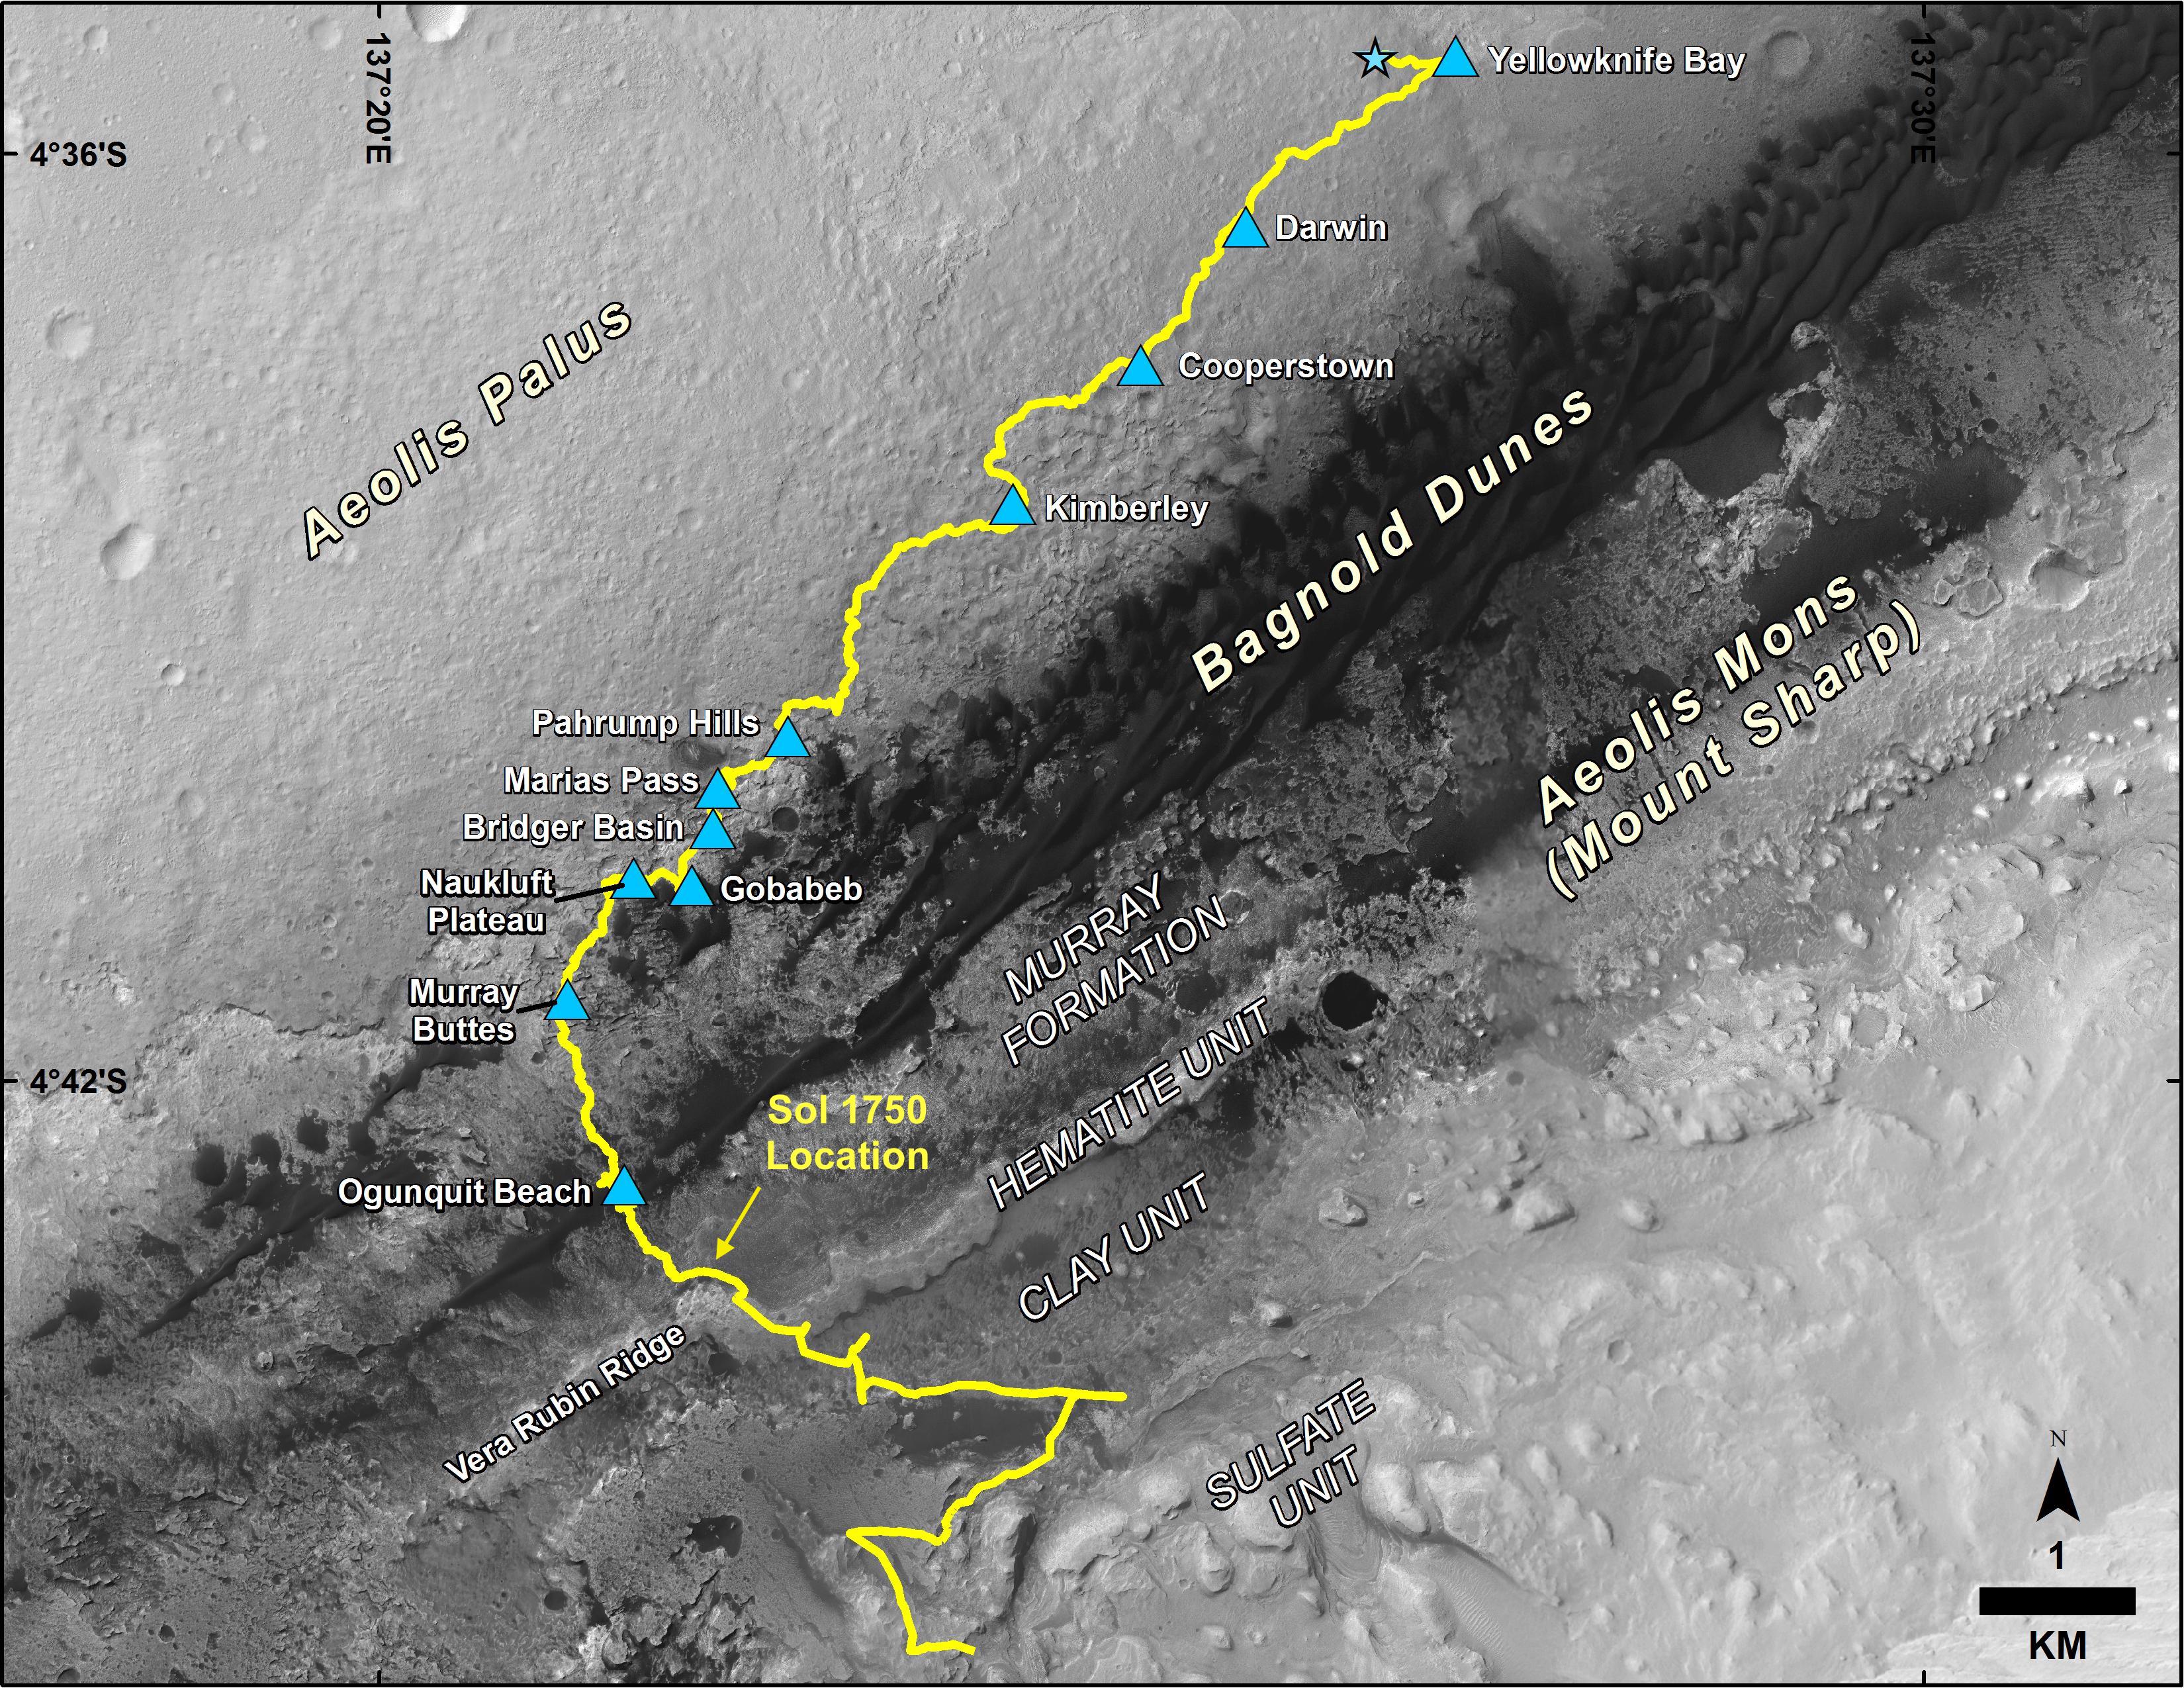 137°20'E
137°30'E
Yellowknife Bay
4°36'S
Darwin
Aeolis Palus
Cooperstown
Bagnold Dunes
Kimberley
Aeolis Mons
(Mount Sharp)
Pahrump Hills
Marias Pass
Bridger Basin
Naukluft
Plateau
Gobabeb
MURRAY
FORMATION
Murray
Buttes
HEMATITE UNIT
4°42'S
Sol 1750
Location
Ogunquit Beach
CLAY UNIT
Vera Rubin Ridge
SULFATE
UNIT
N
1
KM